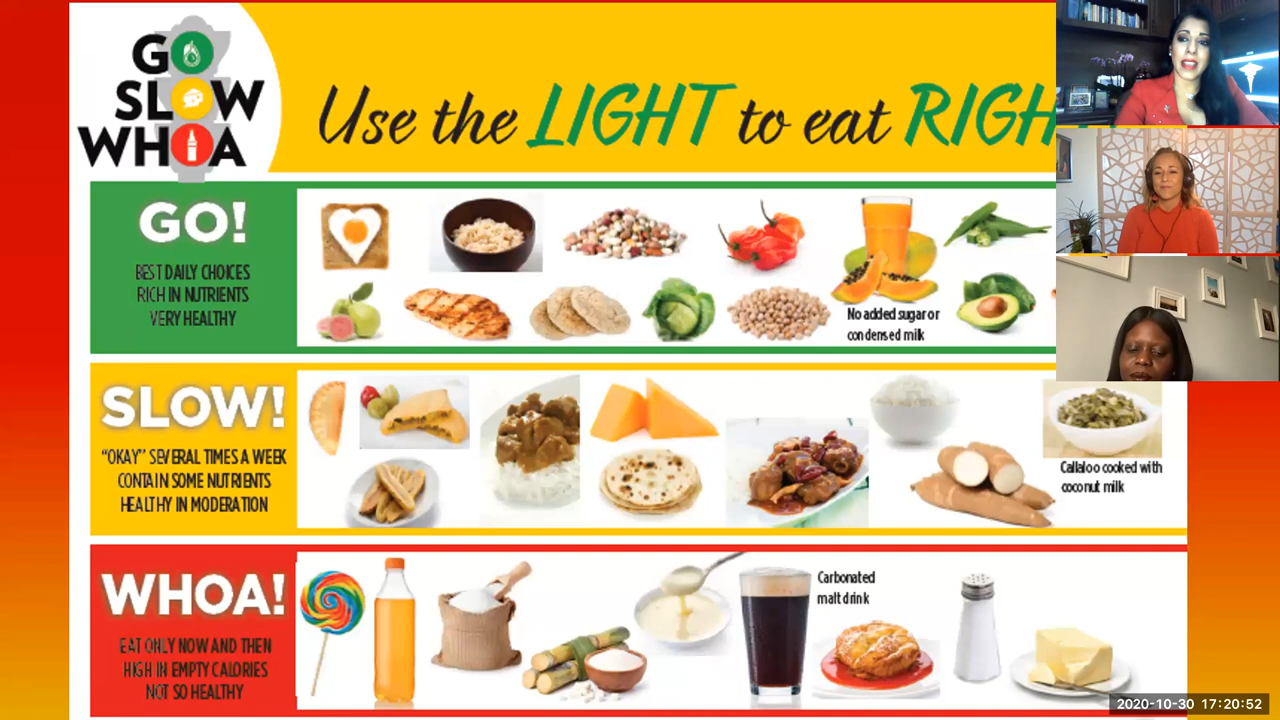 GO
SLOW
WHOA
Use the LIGHT to eat RIGH
GO!
BEST DAILY CHOICES
RICH IN NUTRIENTS
VERY HEALTHY
No added sugar or
condensed milk
SLOW!
“OKAY” SEVERAL TIMES A WEEK
CONTAIN SOME NUTRIENTS
HEALTHY IN MODERATION
Callaloo cooked with
coconut milk
WHOA!
EAT ONLY NOW AND THEN
HIGH IN EMPTY CALORIES
NOT SO HEALTHY
Carbonated
malt drink
2020-10-30 17:20:52